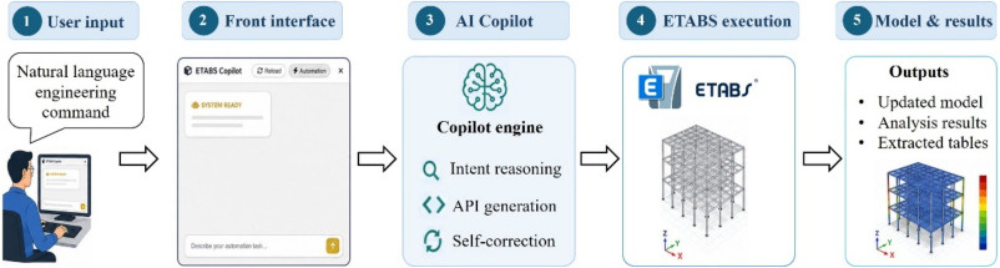 1 User input
2 Front interface
3 AI Copilot
4 ETABS execution
5 Model & results
Natural language
engineering
command
ETABS Copilot
Reload
Automation
X
SYSTEM READY
Describe your automation task...
Copilot engine
Intent reasoning
API generation
Self-correction
E
ETABS
Z
Y
X
Outputs
• Updated model
• Analysis results
• Extracted tables
Z
Y
X